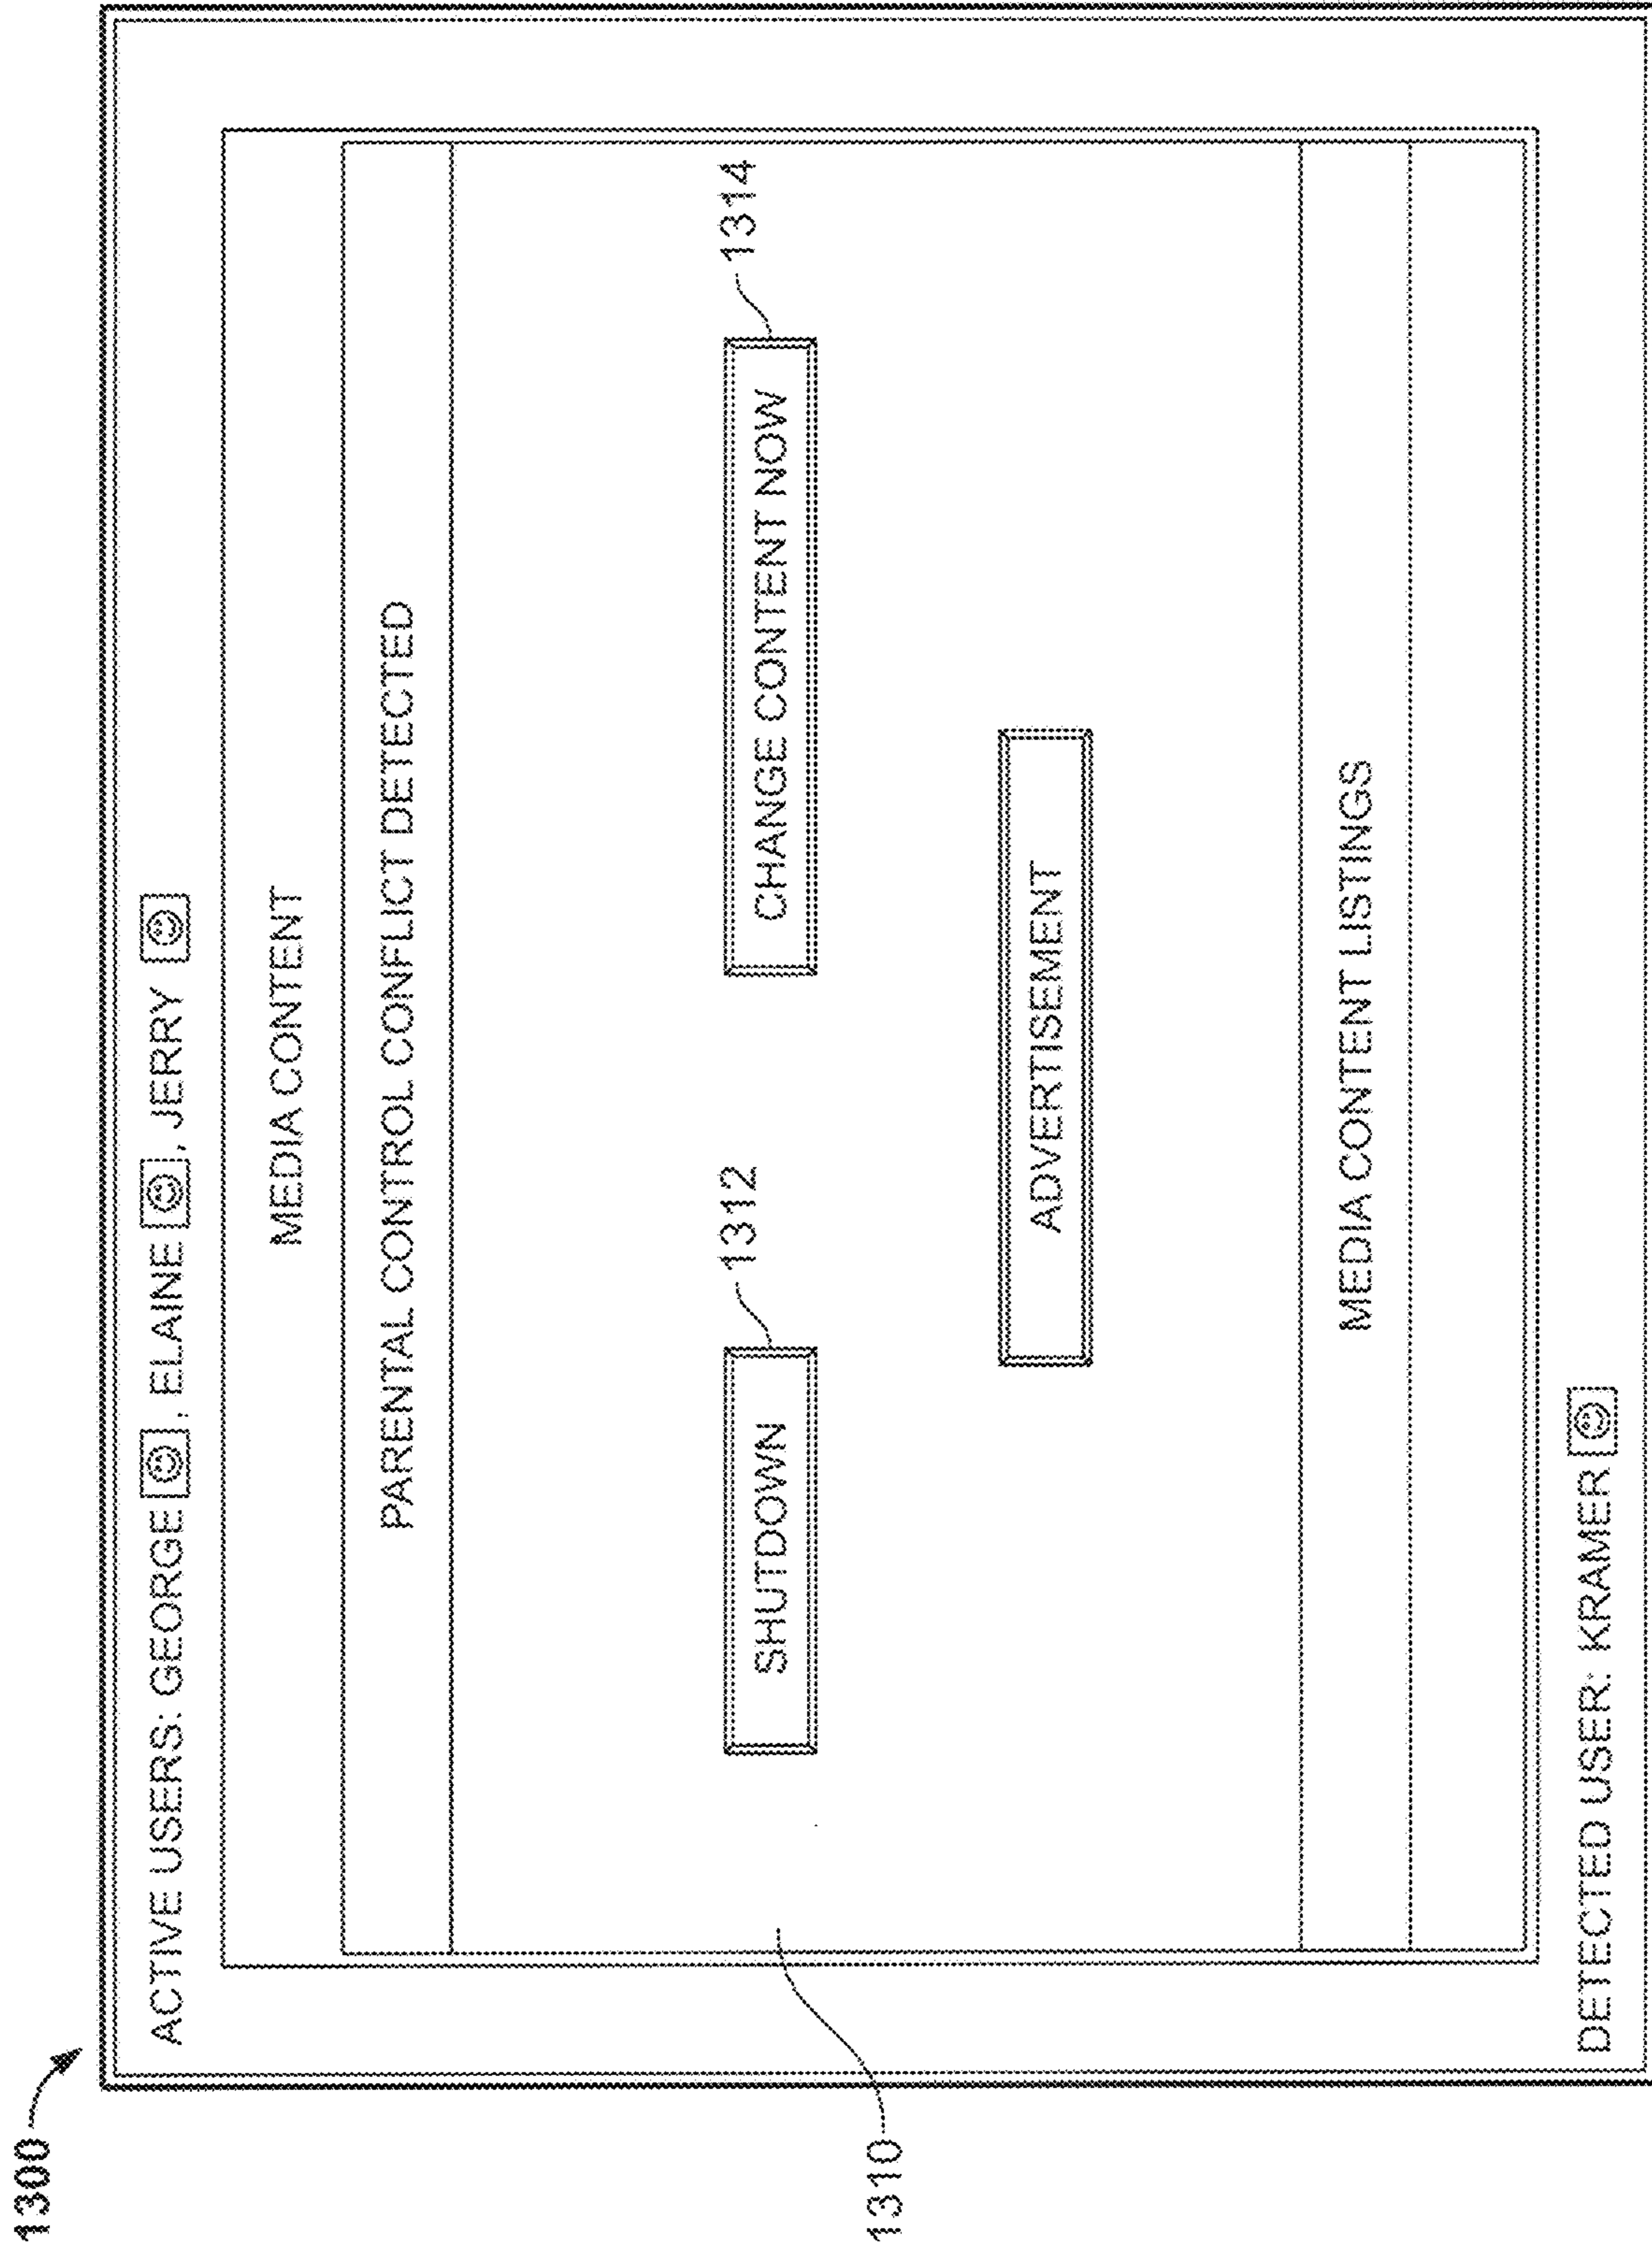 1300
ACTIVE USERS: GEORGE , ELAINE , JERRY
MEDIA CONTENT
PARENTAL CONTROL CONFLICT DETECTED
1312
1314
SHUTDOWN
CHANGE CONTENT NOW
1310
ADVERTISEMENT
MEDIA CONTENT LISTINGS
DETECTED USER: KRAMER